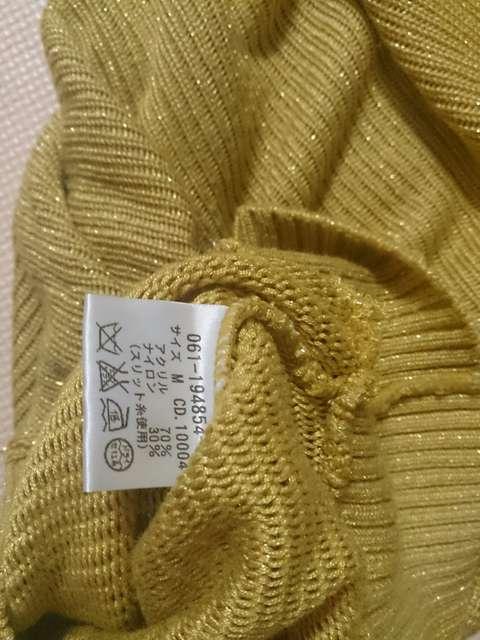 061-194854
サイズ M CD. 10004
アクリル 70%
ナイロン 30%
(スリット糸使用)